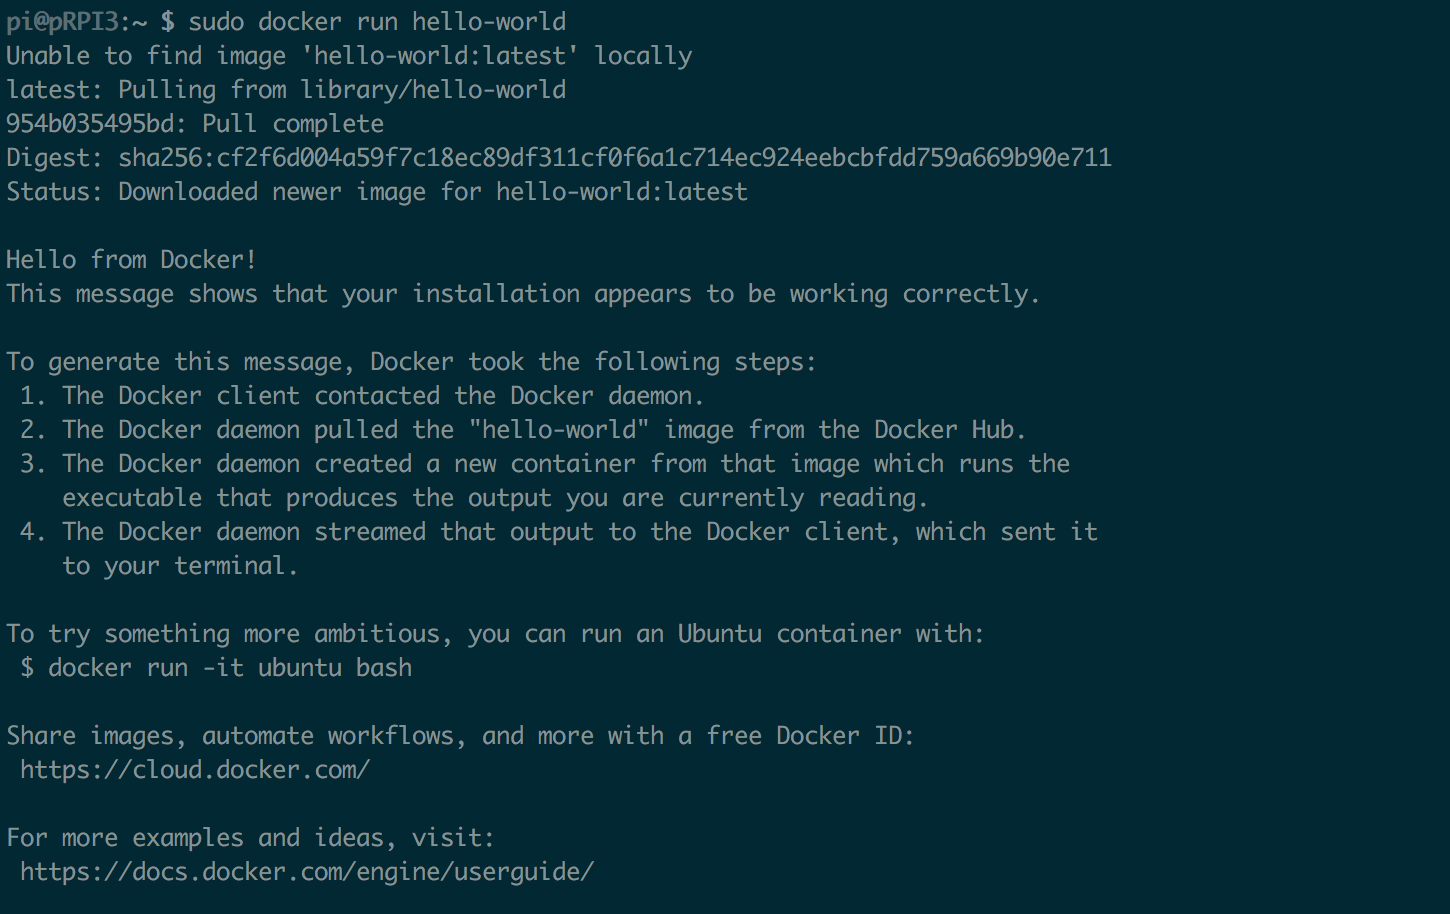 pi@pRPI3:~ $ sudo docker run hello-world
Unable to find image 'hello-world:latest' locally
latest: Pulling from library/hello-world
954b035495bd: Pull complete
Digest: sha256:cf2f6d004a59f7c18ec89df311cf0f6a1c714ec924eebcbfdd759a669b90e711
Status: Downloaded newer image for hello-world:latest

Hello from Docker!
This message shows that your installation appears to be working correctly.

To generate this message, Docker took the following steps:
 1. The Docker client contacted the Docker daemon.
 2. The Docker daemon pulled the "hello-world" image from the Docker Hub.
 3. The Docker daemon created a new container from that image which runs the
    executable that produces the output you are currently reading.
 4. The Docker daemon streamed that output to the Docker client, which sent it
    to your terminal.

To try something more ambitious, you can run an Ubuntu container with:
 $ docker run -it ubuntu bash

Share images, automate workflows, and more with a free Docker ID:
 https://cloud.docker.com/

For more examples and ideas, visit:
 https://docs.docker.com/engine/userguide/